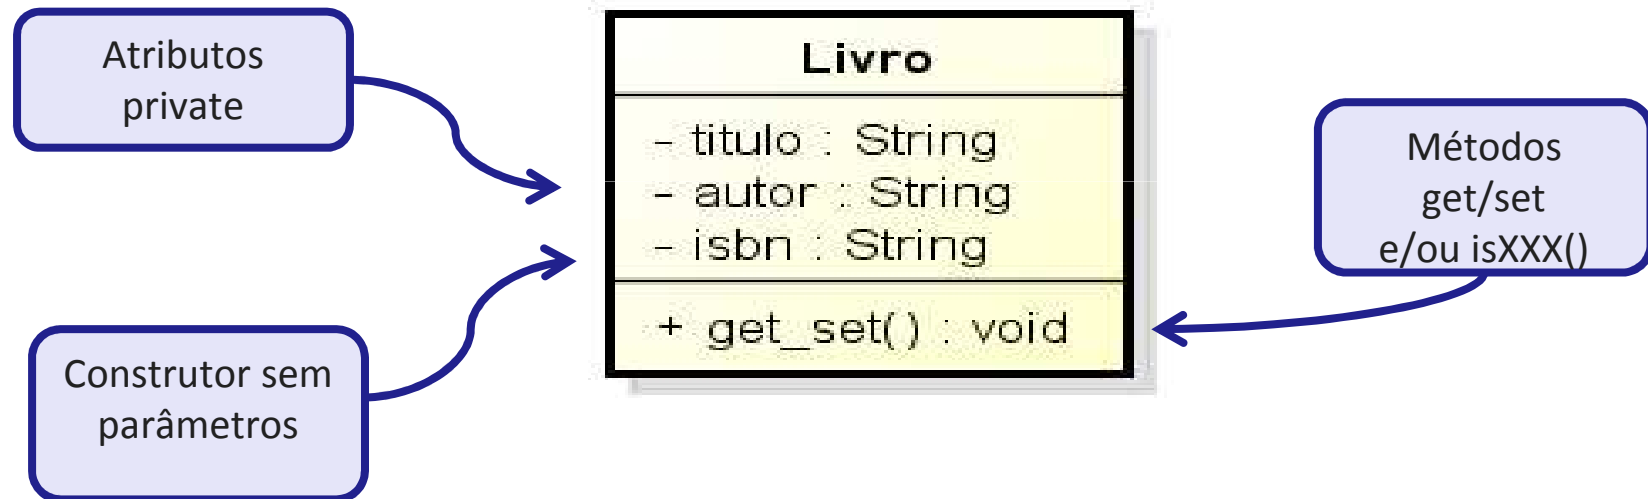 Atributos
private
Construtor sem
parâmetros
Livro
- titulo : String
- autor : String
- isbn : String
+ get_set() : void
Métodos
get/set
e/ou isXXX()